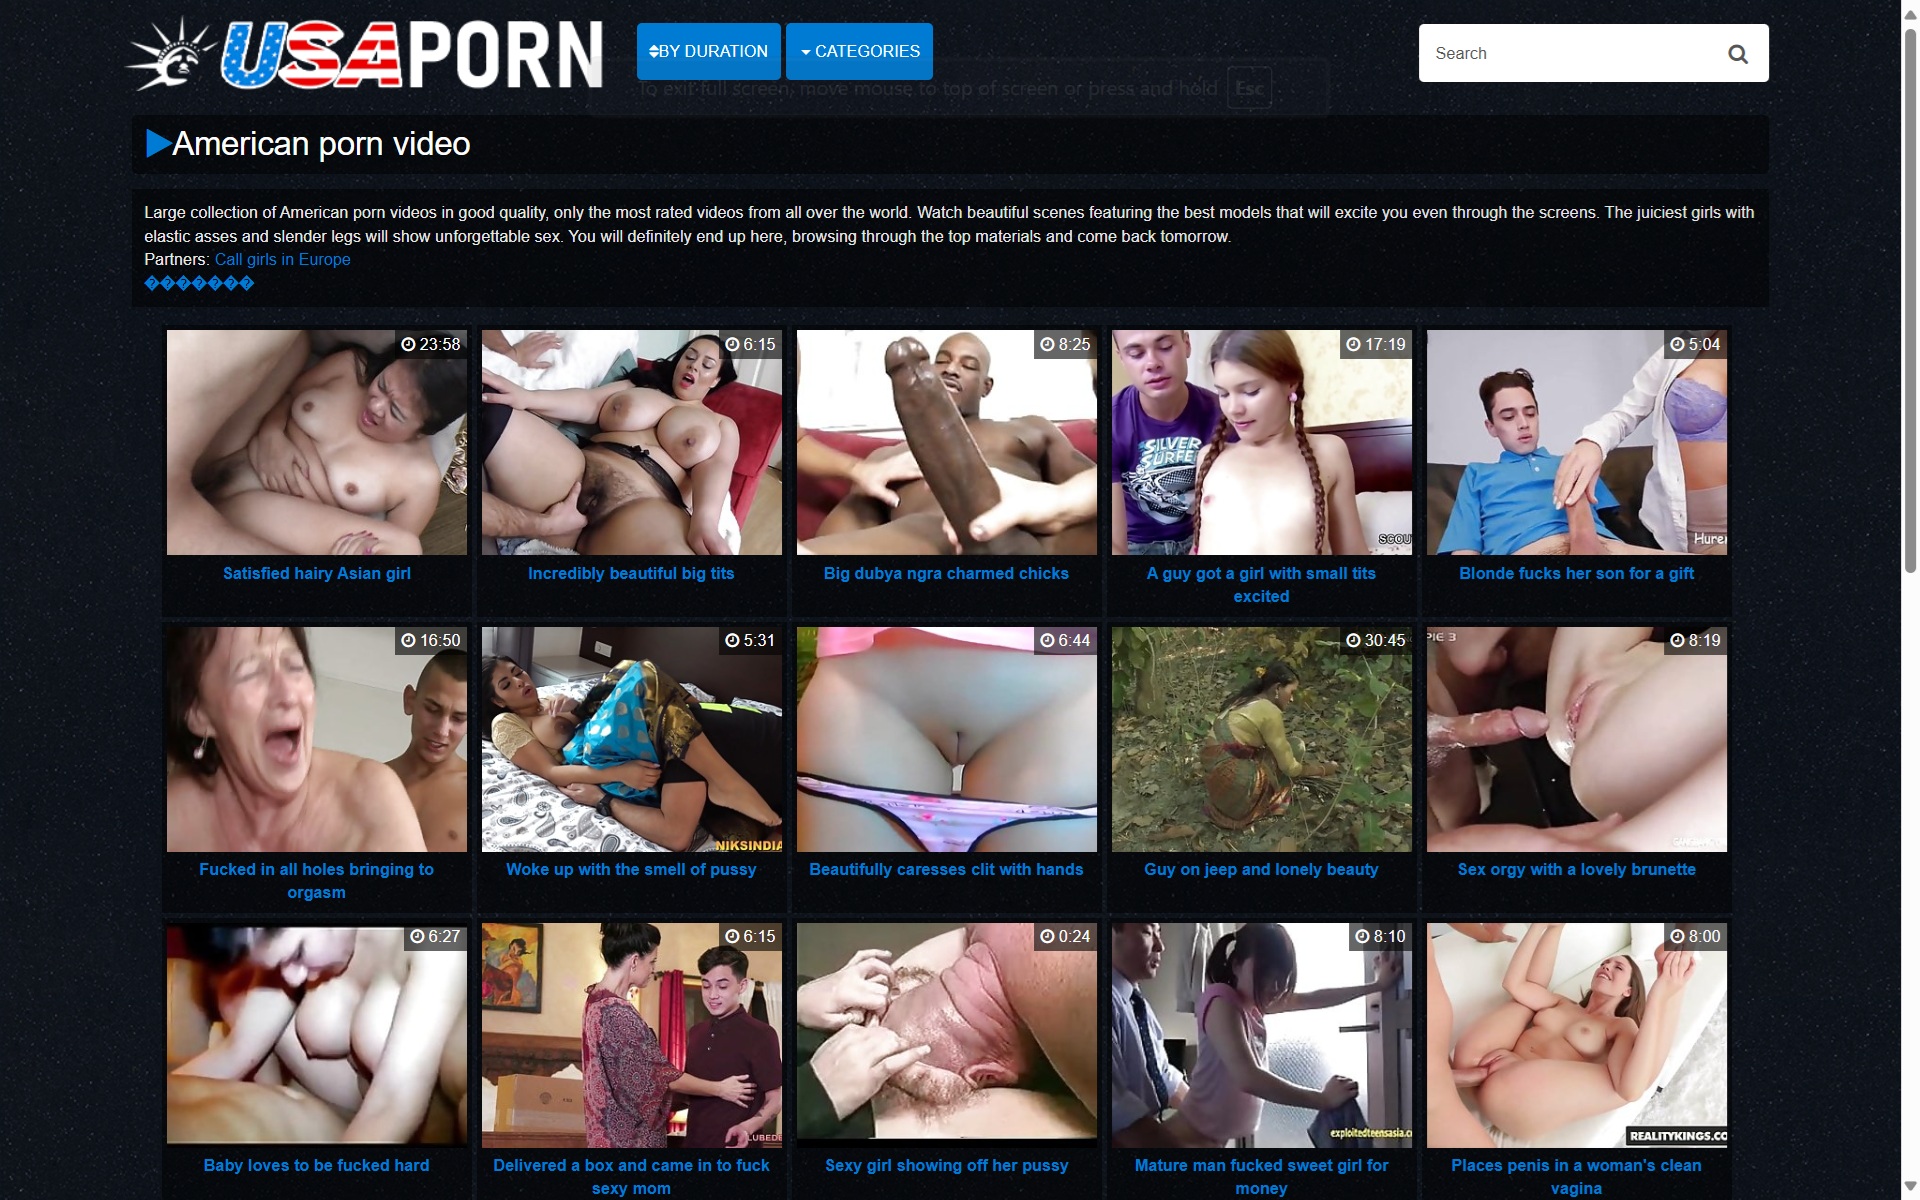 USAPORN
BY DURATION
CATEGORIES
Search
To exit full screen, move mouse to top of screen or press and hold Esc
American porn video
Large collection of American porn videos in good quality, only the most rated videos from all over the world. Watch beautiful scenes featuring the best models that will excite you even through the screens. The juiciest girls with
elastic asses and slender legs will show unforgettable sex. You will definitely end up here, browsing through the top materials and come back tomorrow.
Partners: Call girls in Europe
�������
23:58
6:15
8:25
17:19
5:04
SILVER
SURFER
SCOU
Hure
Satisfied hairy Asian girl
Incredibly beautiful big tits
Big dubya ngra charmed chicks
A guy got a girl with small tits
excited
Blonde fucks her son for a gift
16:50
5:31
6:44
30:45
PIE 3
8:19
NIKSINDIA
Fucked in all holes bringing to
orgasm
Woke up with the smell of pussy
Beautifully caresses clit with hands
Guy on jeep and lonely beauty
Sex orgy with a lovely brunette
6:27
6:15
0:24
8:10
8:00
LUBEDE
exploitedteensasia.c
REALITYKINGS.CO
Baby loves to be fucked hard
Delivered a box and came in to fuck
sexy mom
Sexy girl showing off her pussy
Mature man fucked sweet girl for
money
Places penis in a woman's clean
vagina